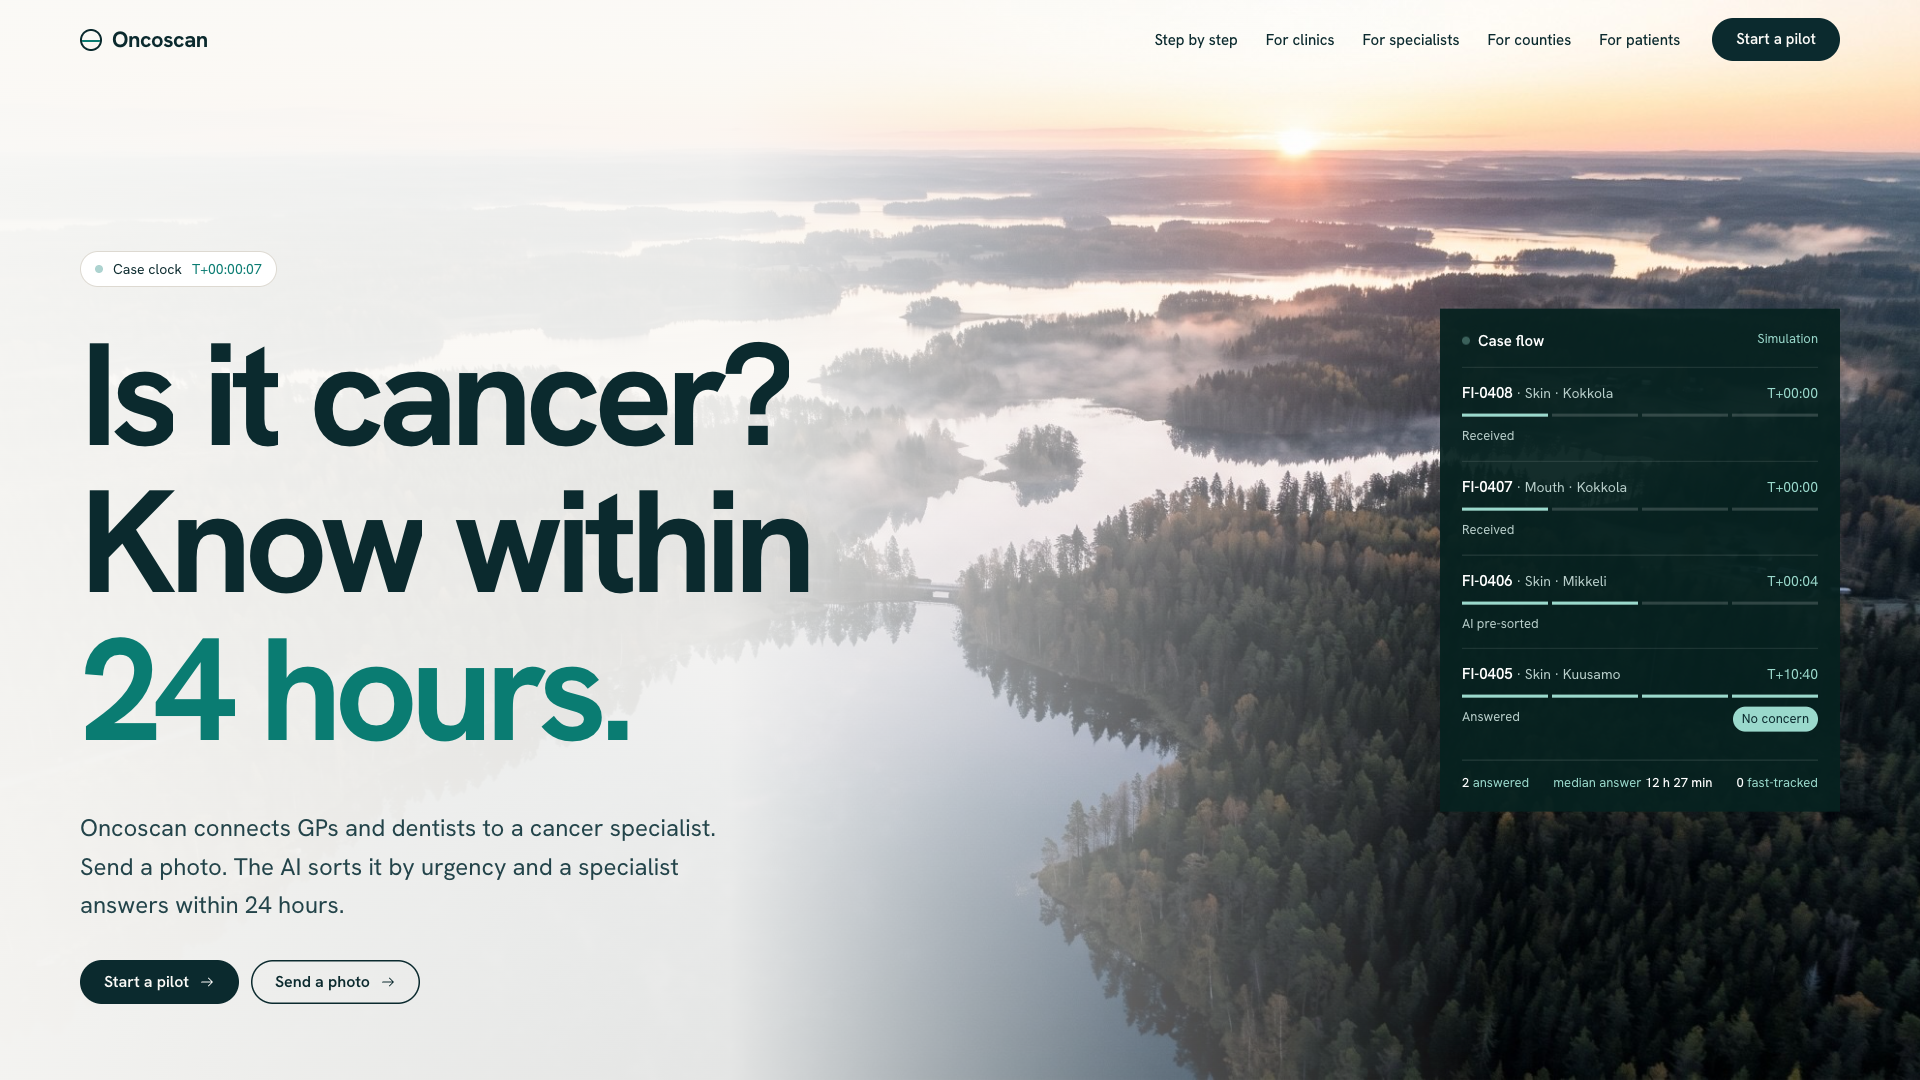 Oncoscan
Step by step
For clinics
For specialists
For counties
For patients
Start a pilot
Case clock T+00:00:07
Is it cancer?
Know within
24 hours.
Oncoscan connects GPs and dentists to a cancer specialist.
Send a photo. The AI sorts it by urgency and a specialist
answers within 24 hours.
Start a pilot →
Send a photo →
Case flow Simulation
FI-0408 · Skin · Kokkola T+00:00
Received
FI-0407 · Mouth · Kokkola T+00:00
Received
FI-0406 · Skin · Mikkeli T+00:04
AI pre-sorted
FI-0405 · Skin · Kuusamo T+10:40
Answered No concern
2 answered median answer 12 h 27 min 0 fast-tracked